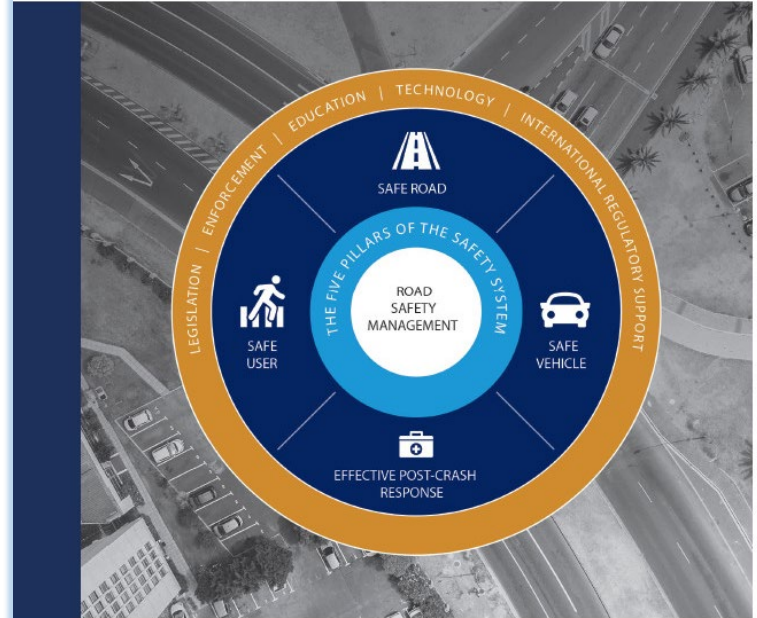 LEGISLATION | ENFORCEMENT | EDUCATION | TECHNOLOGY | INTERNATIONAL REGULATORY SUPPORT
SAFE ROAD
THE FIVE PILLARS OF THE SAFETY SYSTEM
ROAD
SAFETY
MANAGEMENT
SAFE
USER
SAFE
VEHICLE
EFFECTIVE POST-CRASH
RESPONSE